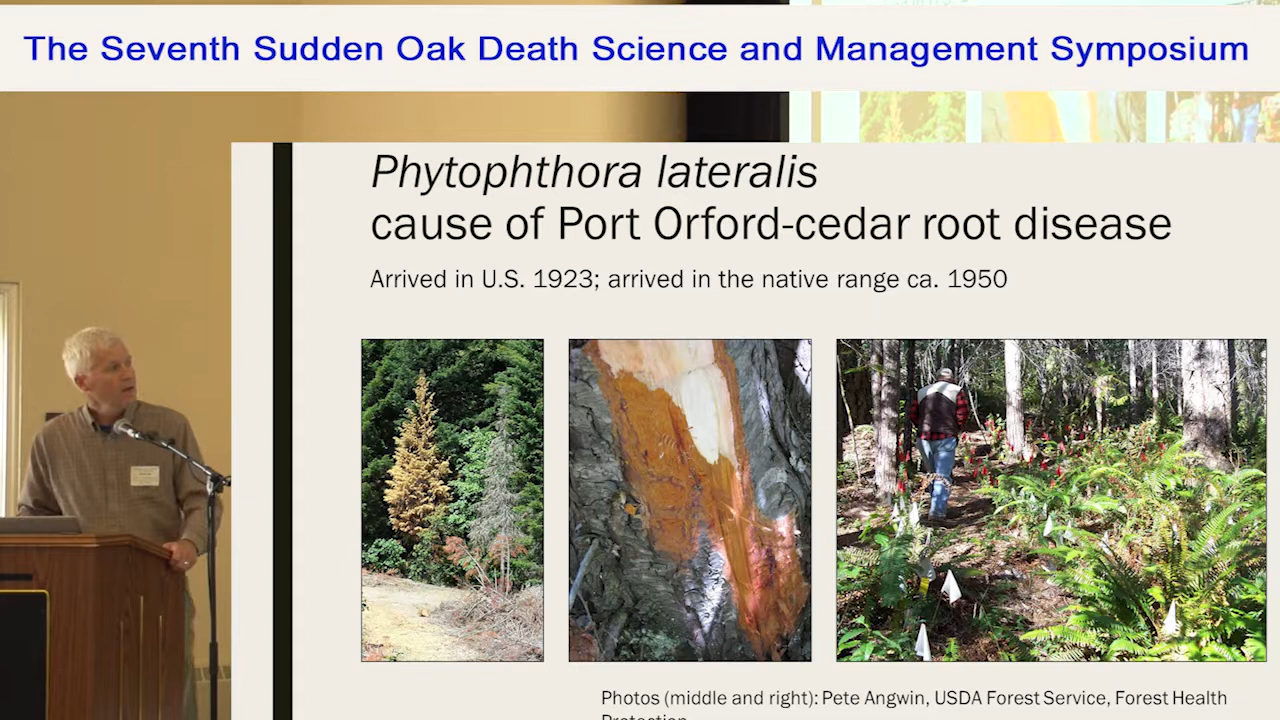 The Seventh Sudden Oak Death Science and Management Symposium
Phytophthora lateralis
cause of Port Orford-cedar root disease
Arrived in U.S. 1923; arrived in the native range ca. 1950
Photos (middle and right): Pete Angwin, USDA Forest Service, Forest Health
Protection